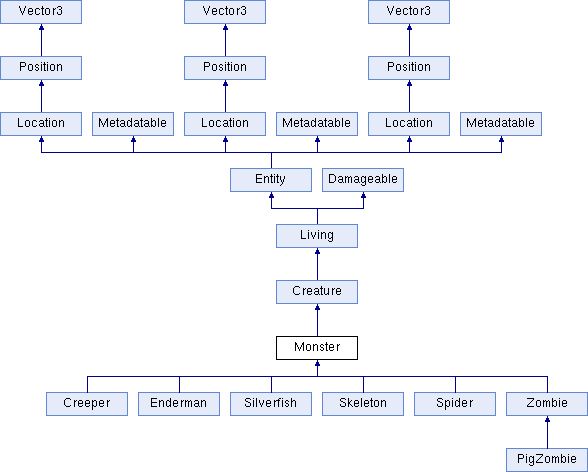 Vector3 Vector3 Vector3
Position Position Position
Location Metadatable Location Metadatable Location Metadatable
Entity Damageable
Living
Creature
Monster
Creeper Enderman Silverfish Skeleton Spider Zombie
PigZombie